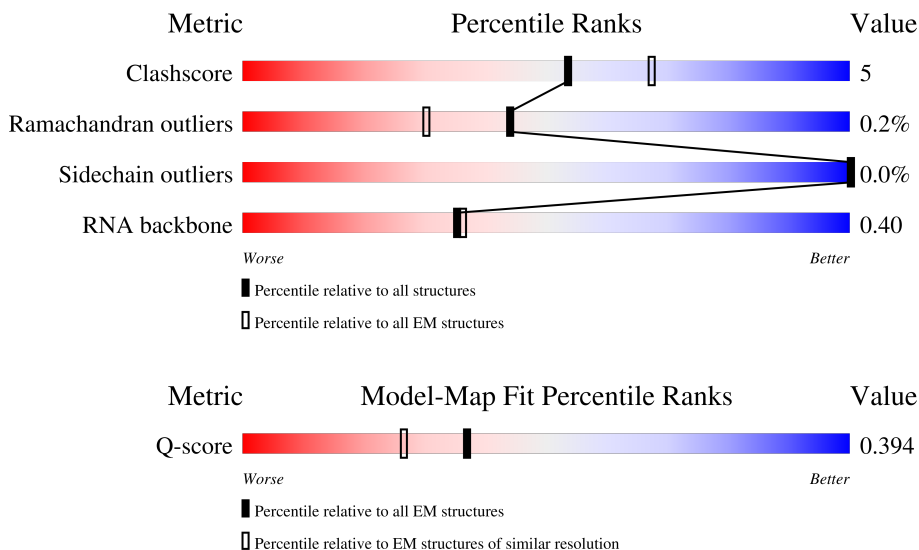 Metric Percentile Ranks Value
Clashscore 5
Ramachandran outliers 0.2%
Sidechain outliers 0.0%
RNA backbone 0.40
Worse Better
Percentile relative to all structures
Percentile relative to all EM structures
Metric Model-Map Fit Percentile Ranks Value
Q-score 0.394
Worse Better
Percentile relative to all EM structures
Percentile relative to EM structures of similar resolution